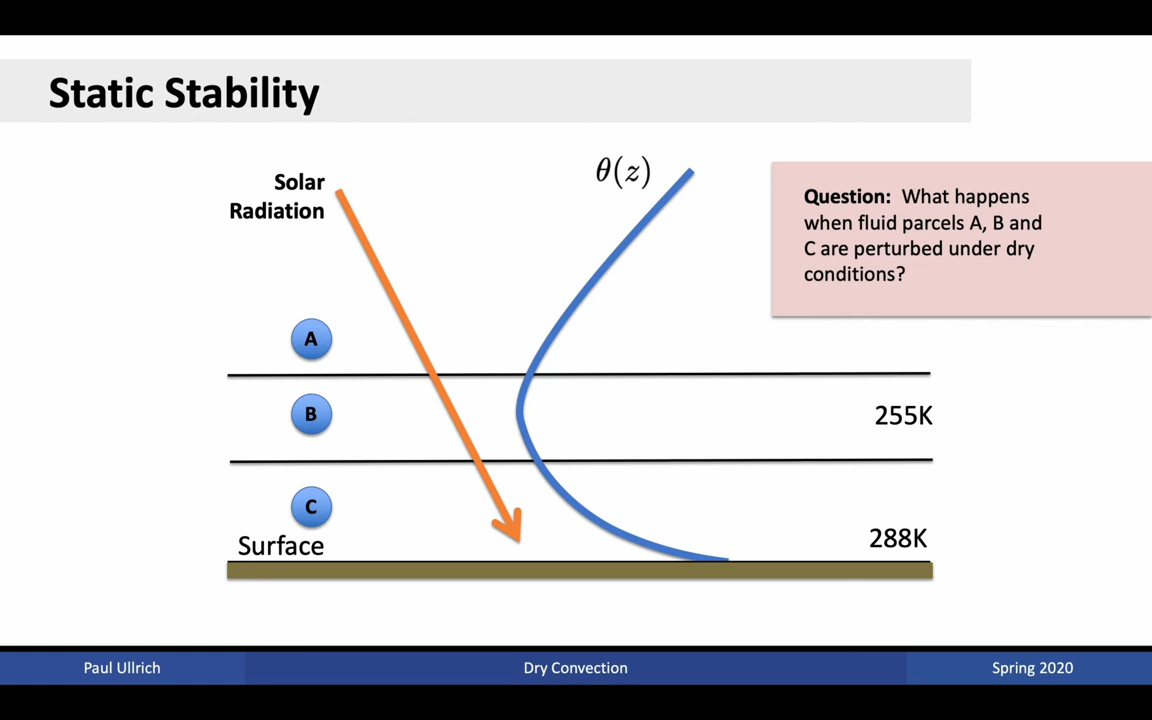 Static Stability
Solar
Radiation
θ(z)
Question: What happens
when fluid parcels A, B and
C are perturbed under dry
conditions?
A
B
255K
C
Surface
288K
Paul Ullrich
Dry Convection
Spring 2020